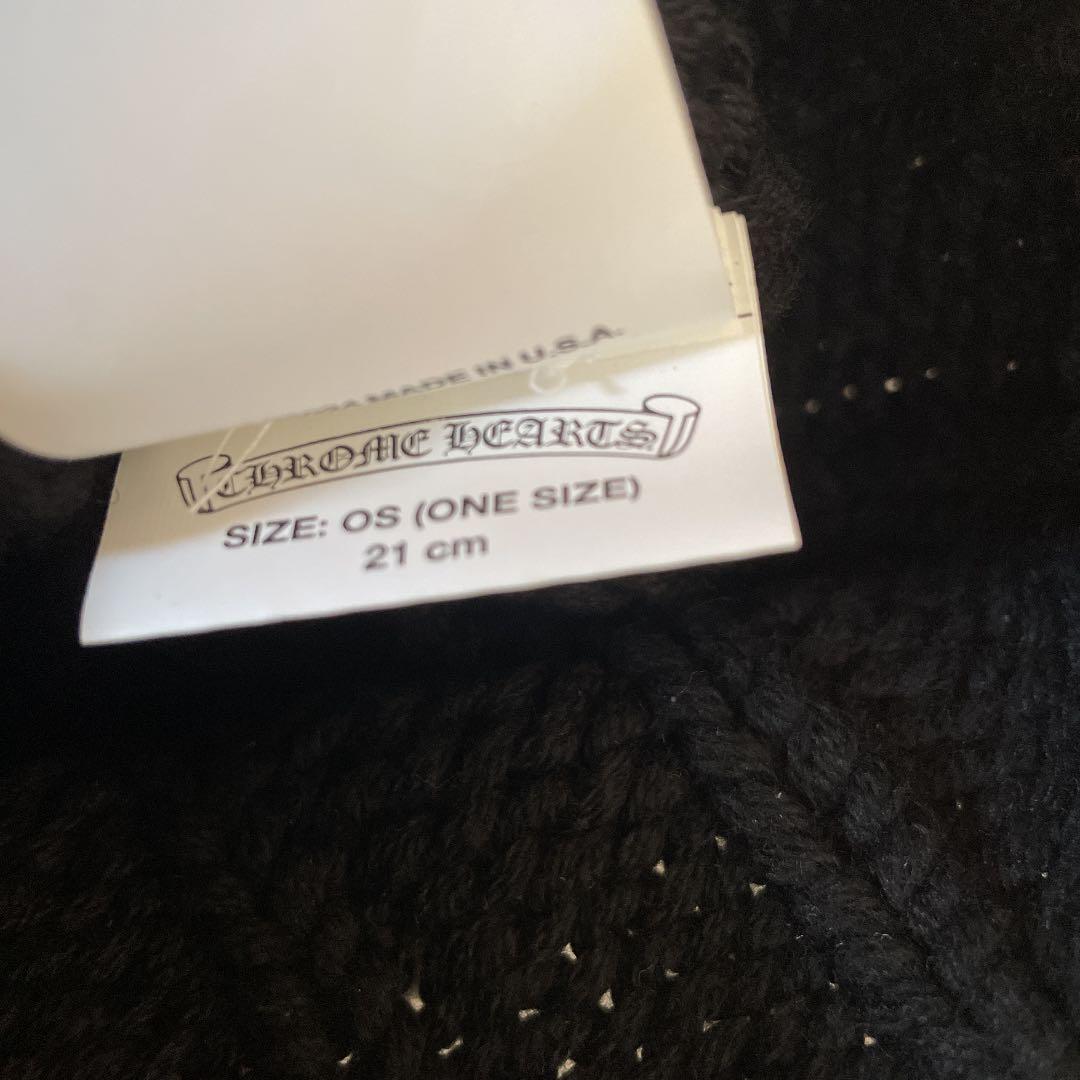 MADE IN U.S.A.
CHROME HEARTS
SIZE: OS (ONE SIZE)
21 cm